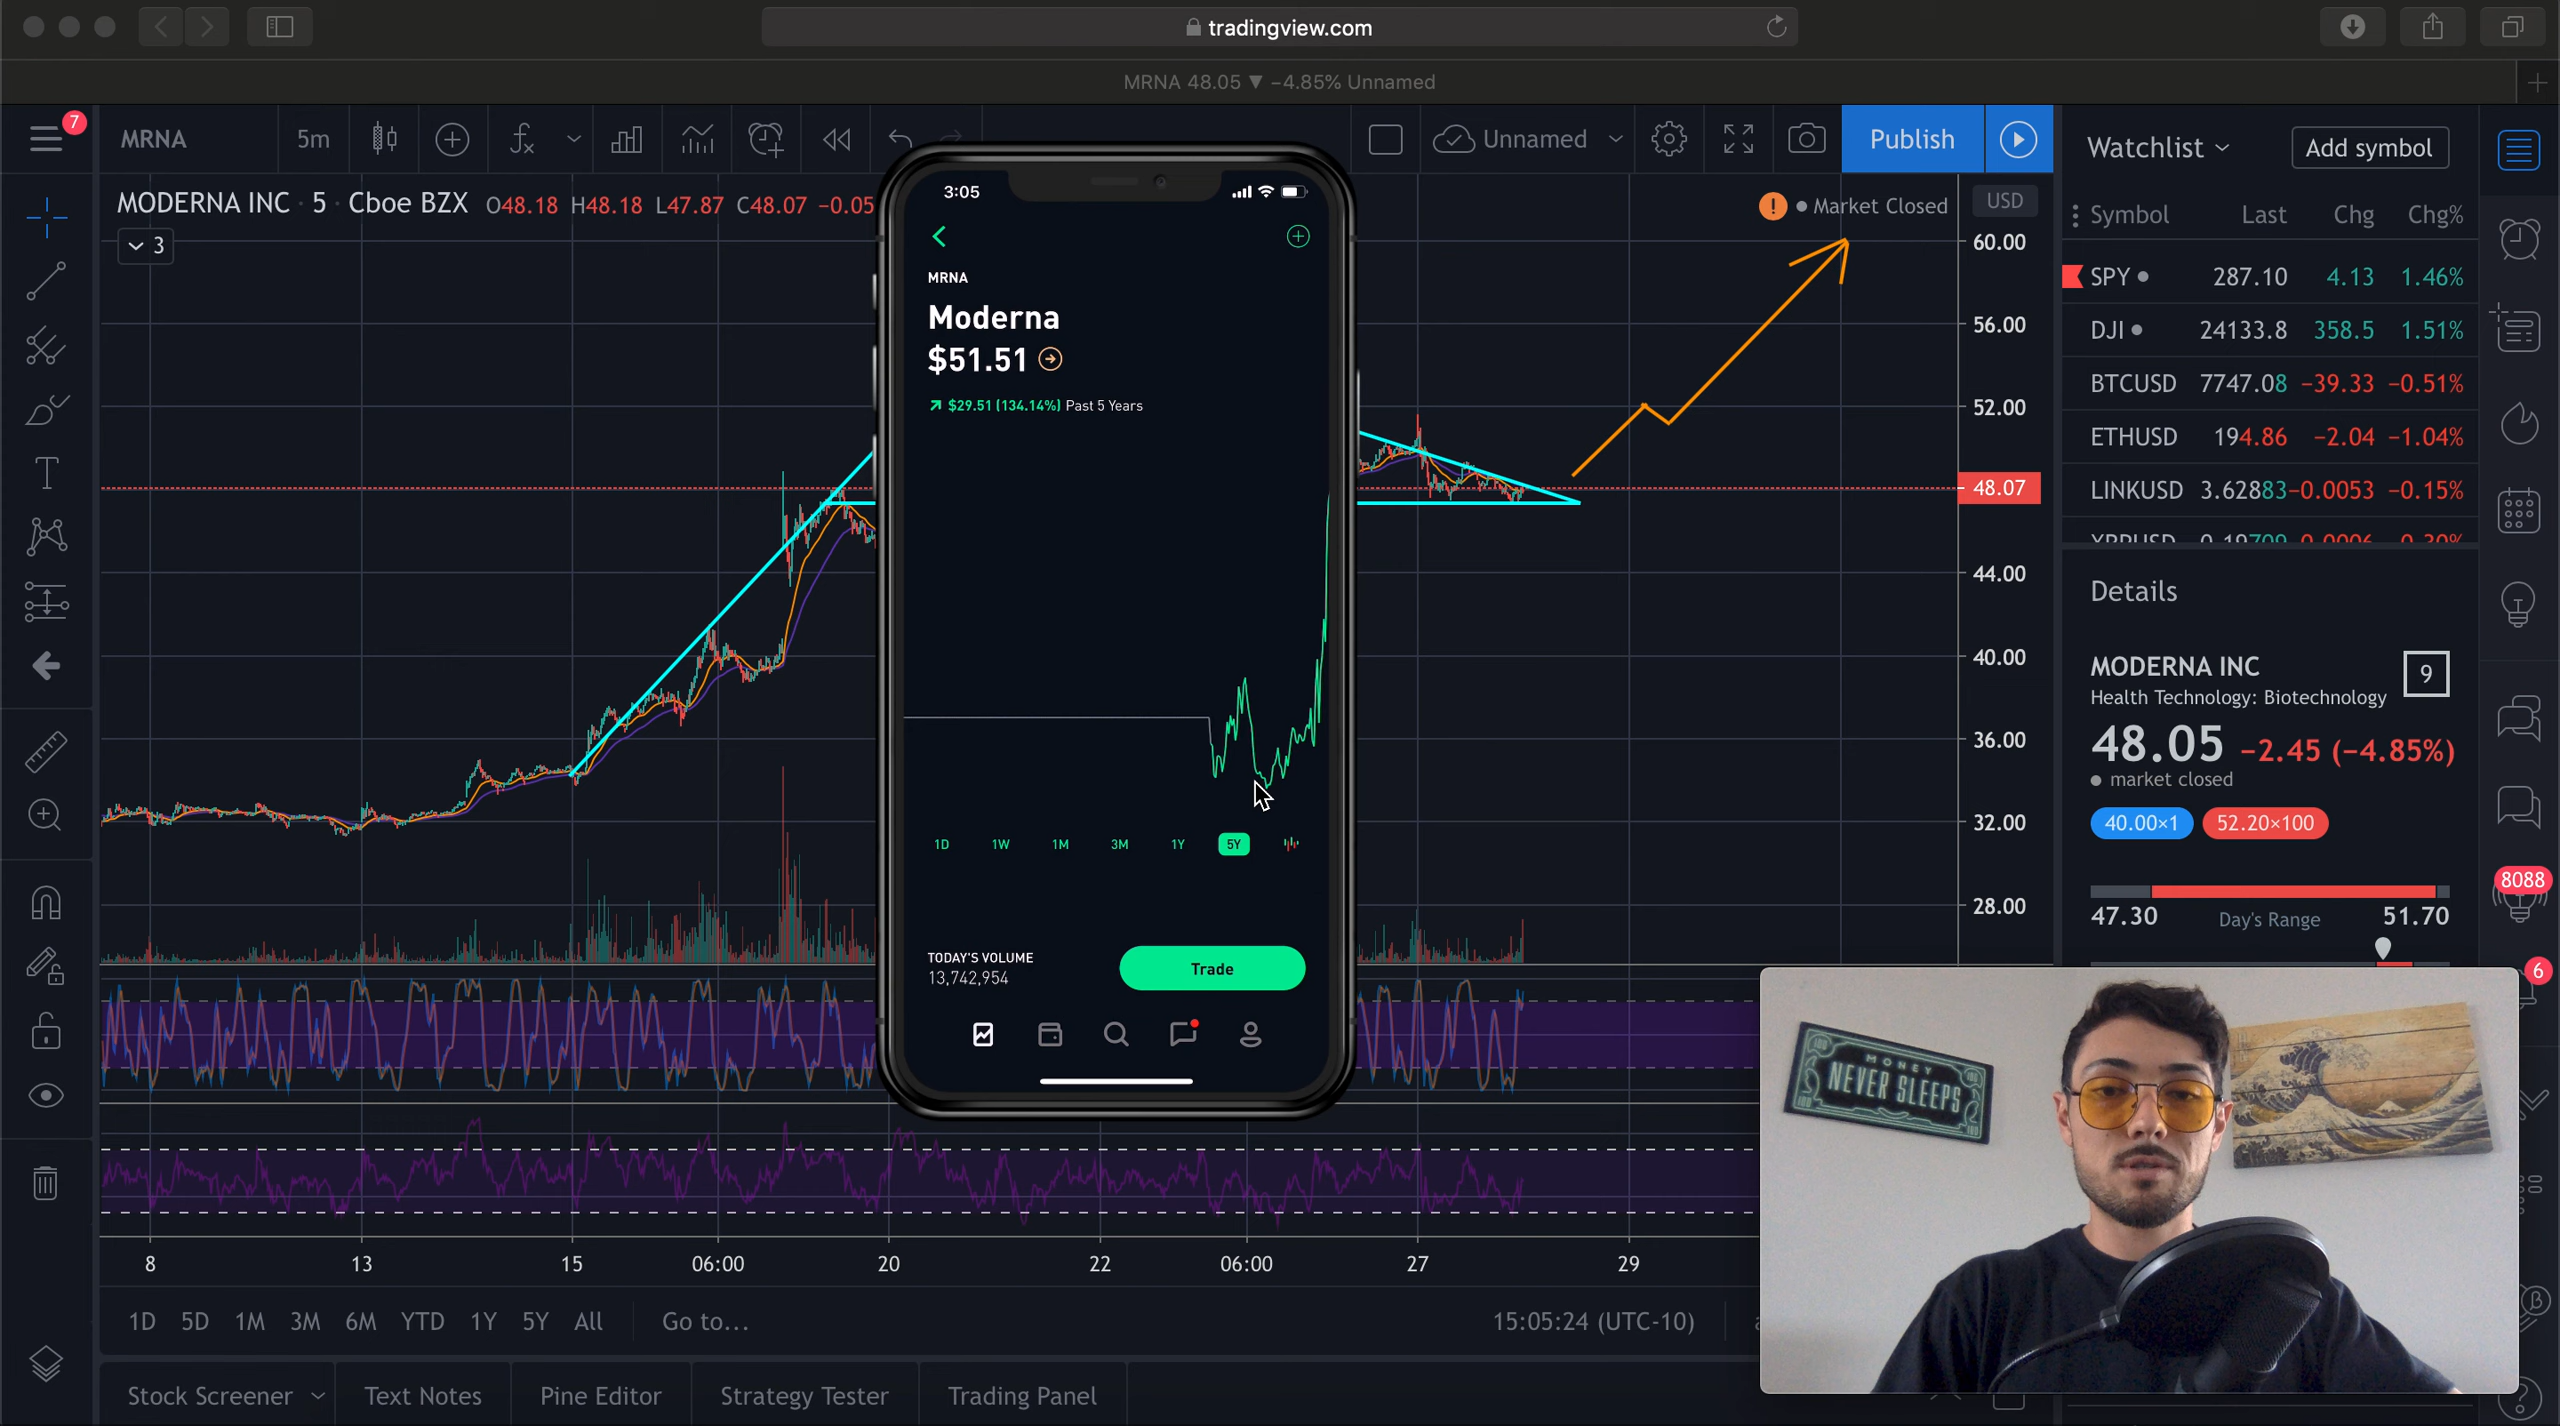 tradingview.com
MRNA 48.05 ▼ −4.85% Unnamed
7
MRNA
5m
Unnamed
Publish
MODERNA INC · 5 · Cboe BZX O48.18 H48.18 L47.87 C48.07 −0.05
3
Market Closed
USD
60.00
56.00
52.00
48.07
44.00
40.00
36.00
32.00
28.00
3:05
MRNA
Moderna
$51.51
$29.51 (134.14%) Past 5 Years
1D 1W 1M 3M 1Y 5Y
TODAY'S VOLUME
13,742,954
Trade
8 13 15 06:00 20 22 06:00 27 29
1D 5D 1M 3M 6M YTD 1Y 5Y All Go to...
15:05:24 (UTC-10)
Stock Screener Text Notes Pine Editor Strategy Tester Trading Panel
Watchlist
Add symbol
Symbol Last Chg Chg%
SPY 287.10 4.13 1.46%
DJI 24133.8 358.5 1.51%
BTCUSD 7747.08 −39.33 −0.51%
ETHUSD 194.86 −2.04 −1.04%
LINKUSD 3.62883 −0.0053 −0.15%
Details
MODERNA INC
9
Health Technology: Biotechnology
48.05 −2.45 (−4.85%)
market closed
40.00×1 52.20×100
47.30 Day's Range 51.70
8088
6
MONEY
NEVER SLEEPS
100